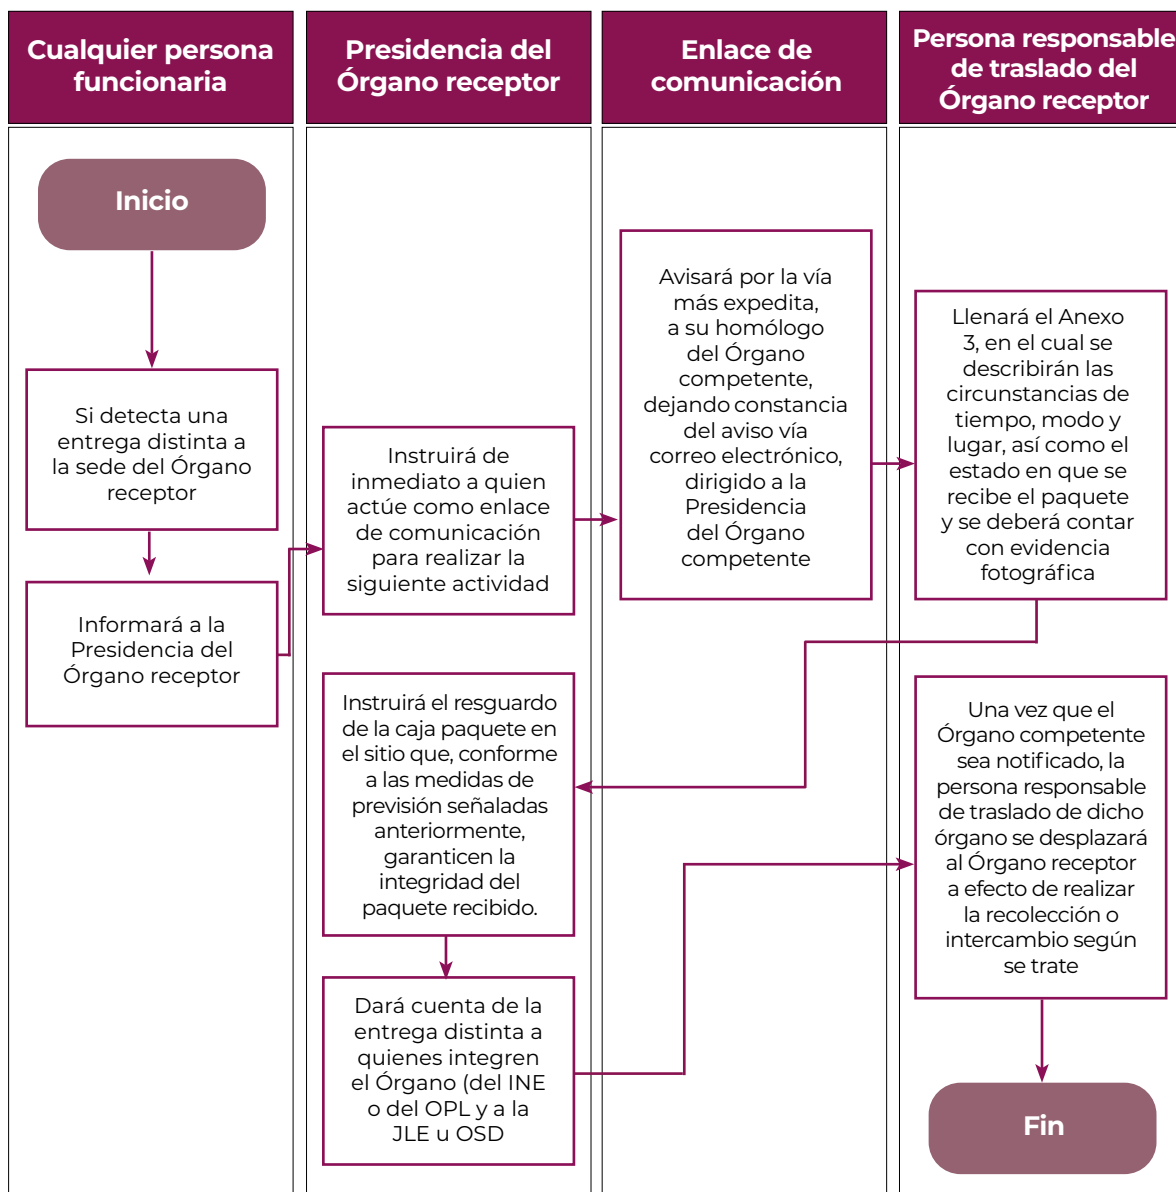 Cualquier persona
funcionaria
Presidencia del
Órgano receptor
Enlace de
comunicación
Persona responsable
de traslado del
Órgano receptor
Inicio
Si detecta una
entrega distinta a
la sede del Órgano
receptor
Informará a la
Presidencia del
Órgano receptor
Instruirá de
inmediato a quien
actúe como enlace
de comunicación
para realizar la
siguiente actividad
Avisará por la vía
más expedita,
a su homólogo
del Órgano
competente,
dejando constancia
del aviso vía
correo electrónico,
dirigido a la
Presidencia
del Órgano
competente
Llenará el Anexo
3, en el cual se
describirán las
circunstancias de
tiempo, modo y
lugar, así como el
estado en que se
recibe el paquete
y se deberá contar
con evidencia
fotográfica
Instruirá el resguardo
de la caja paquete en
el sitio que, conforme
a las medidas de
previsión señaladas
anteriormente,
garanticen la
integridad del
paquete recibido.
Dará cuenta de la
entrega distinta a
quienes integren
el Órgano (del INE
o del OPL y a la
JLE u OSD
Una vez que el
Órgano competente
sea notificado, la
persona responsable
de traslado de dicho
órgano se desplazará
al Órgano receptor
a efecto de realizar
la recolección o
intercambio según
se trate
Fin